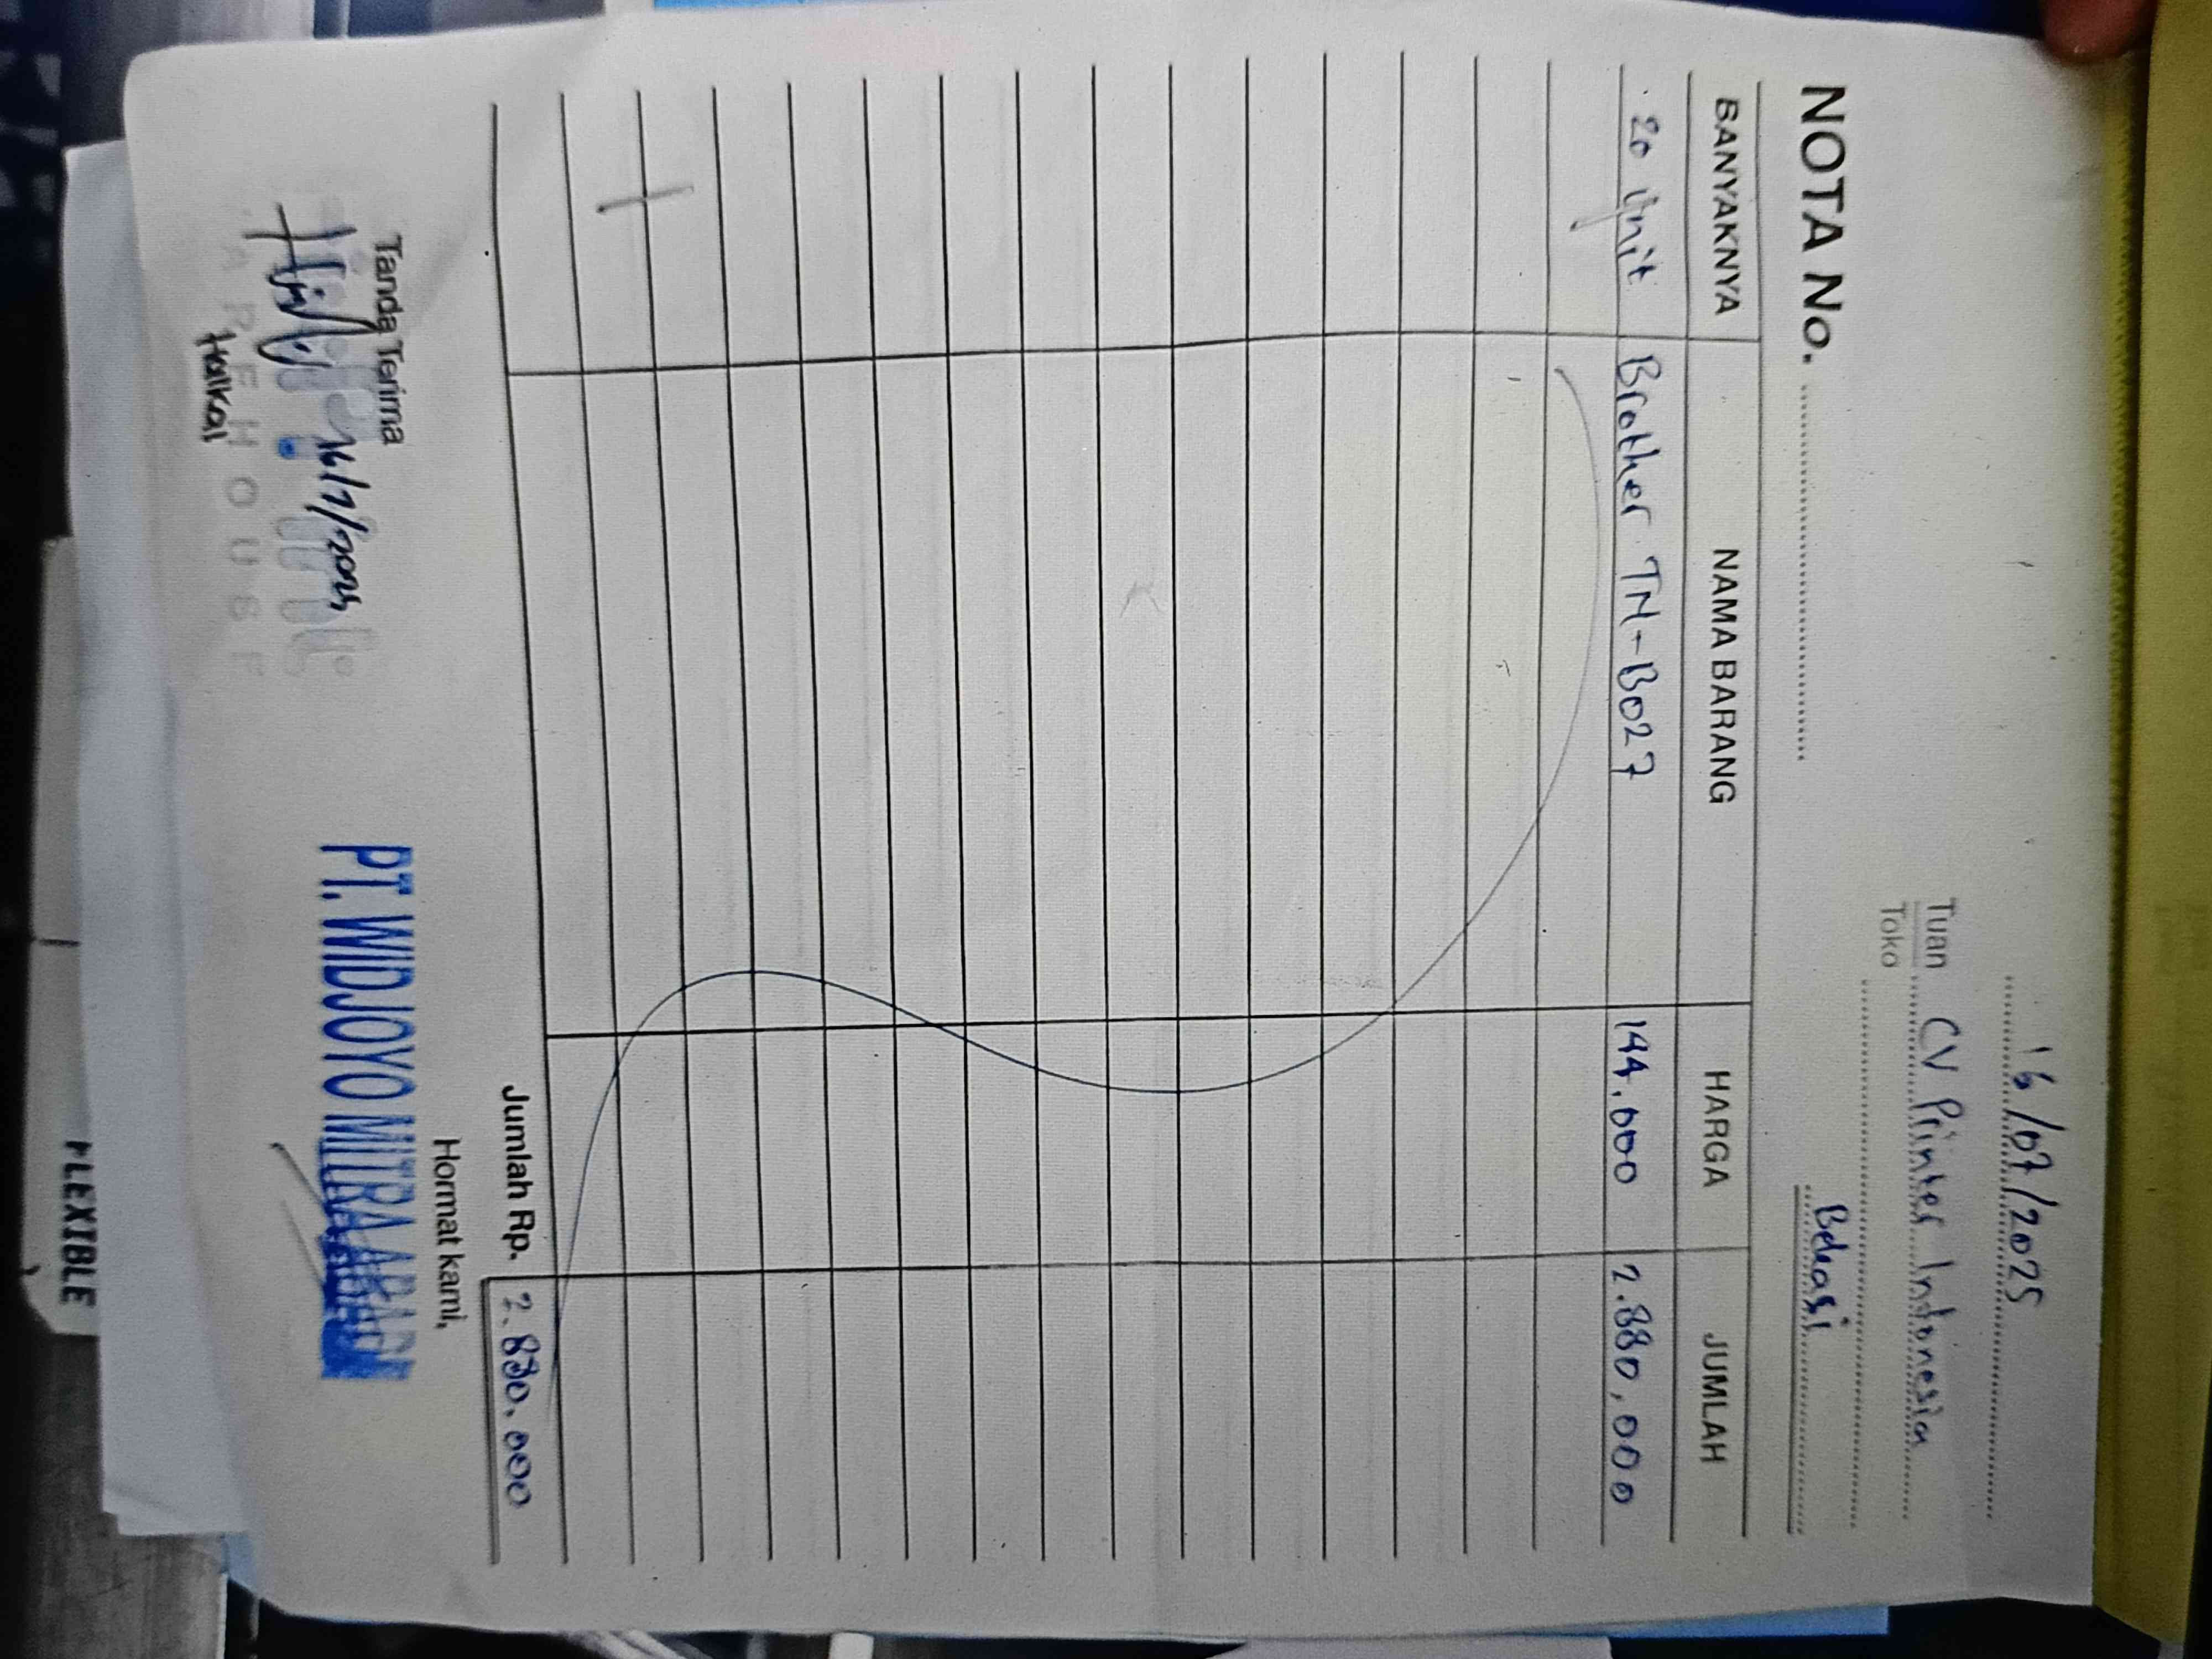 16/07/2025
Tuan CV Printer Indonesia
Toko
Bekasi
NOTA No.
BANYAKNYA NAMA BARANG HARGA JUMLAH
20 Unit Brother TN-B027 144.000 2.880.000
Jumlah Rp. 2.880.000
Tanda Terima Hormat kami,
16/7/2025
Haikal
WAREHOUSE
PT. WIDJOYO MITRA ABADI
FLEXIBLE